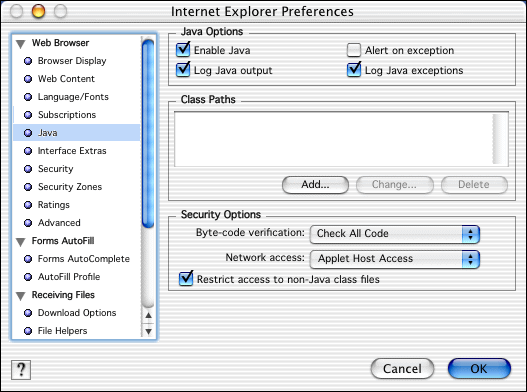 Internet Explorer Preferences
Web Browser
Browser Display
Web Content
Language/Fonts
Subscriptions
Java
Interface Extras
Security
Security Zones
Ratings
Advanced
Forms AutoFill
Forms AutoComplete
AutoFill Profile
Receiving Files
Download Options
File Helpers
Java Options
Enable Java
Alert on exception
Log Java output
Log Java exceptions
Class Paths
Add...
Change...
Delete
Security Options
Byte-code verification: Check All Code
Network access: Applet Host Access
Restrict access to non-Java class files
?
Cancel
OK